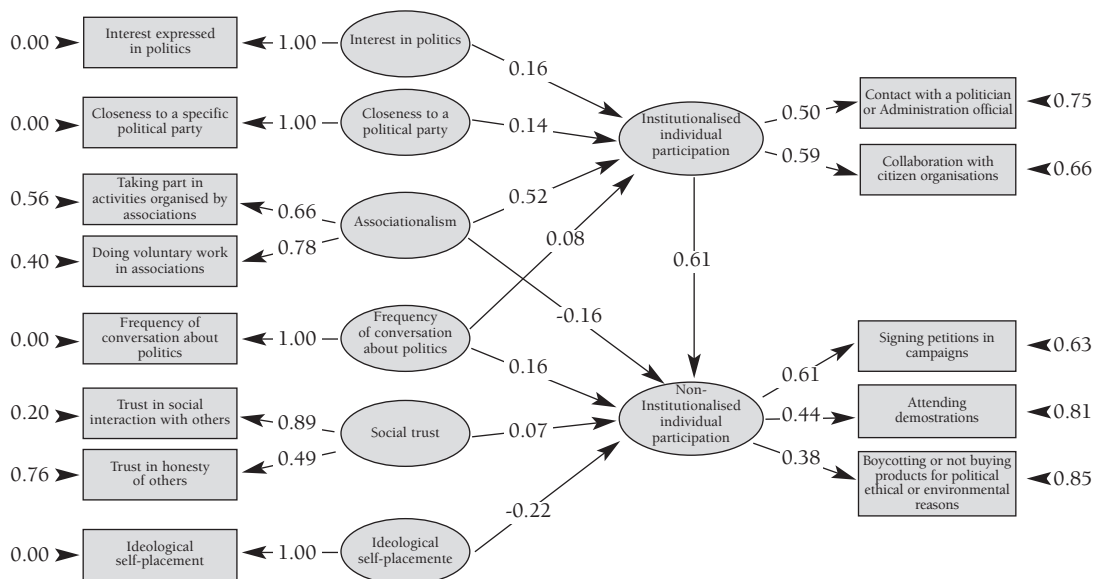 0.00
Interest expressed
in politics
1.00
Interest in politics
0.16
0.00
Closeness to a specific
political party
1.00
Closeness to a
political party
0.14
0.56
Taking part in
activities organised by
associations
0.66
Associationalism
0.52
0.40
Doing voluntary work
in associations
0.78
-0.16
0.00
Frequency of
conversation about
politics
1.00
Frequency
of conversation
about politics
0.08
0.16
0.20
Trust in social
interaction with others
0.89
Social trust
0.07
0.76
Trust in honesty
of others
0.49
0.00
Ideological
self-placement
1.00
Ideological
self-placemente
-0.22
Institutionalised
individual
participation
0.50
Contact with a politician
or Administration official
0.75
0.59
Collaboration with
citizen organisations
0.66
0.61
Non-
Institutionalised
individual
participation
0.61
Signing petitions in
campaigns
0.63
0.44
Attending
demostrations
0.81
0.38
Boycotting or not buying
products for political
ethical or environmental
reasons
0.85